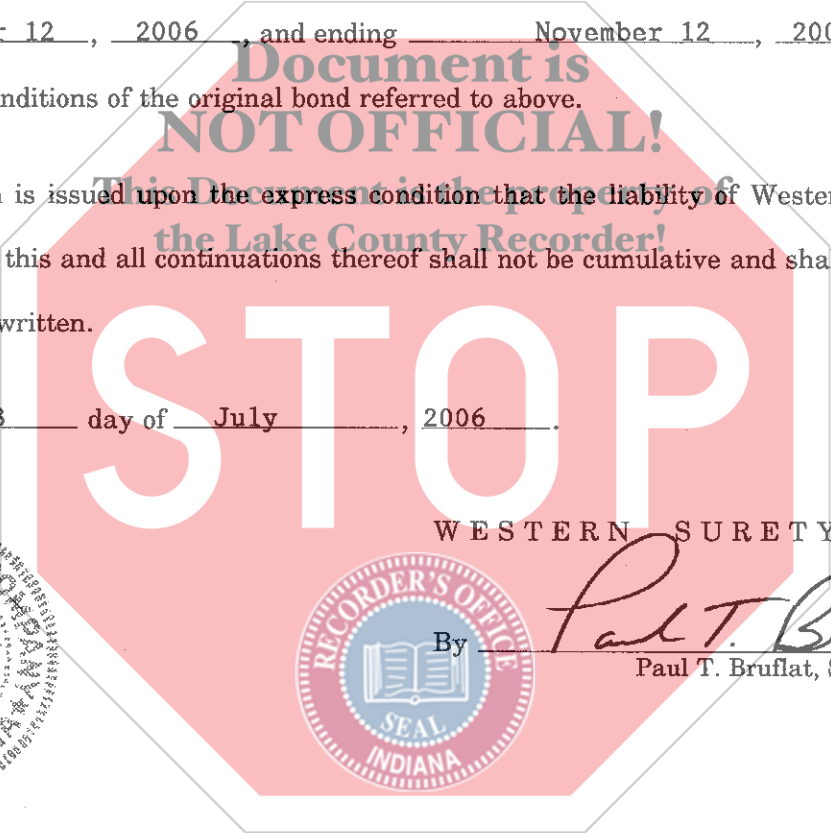 12, 2006, and ending November 12, 200
Document is
nditions of the original bond referred to above.
NOT OFFICIAL!
is issued upon the express condition that the liability of Wester
This Document is the property of
the Lake County Recorder!
this and all continuations thereof shall not be cumulative and sha
written.
STOP
day of July, 2006.
WESTERN SURETY
RECORDER'S OFFICE
SEAL
INDIANA
By Paul T. B
Paul T. Bruflat, S